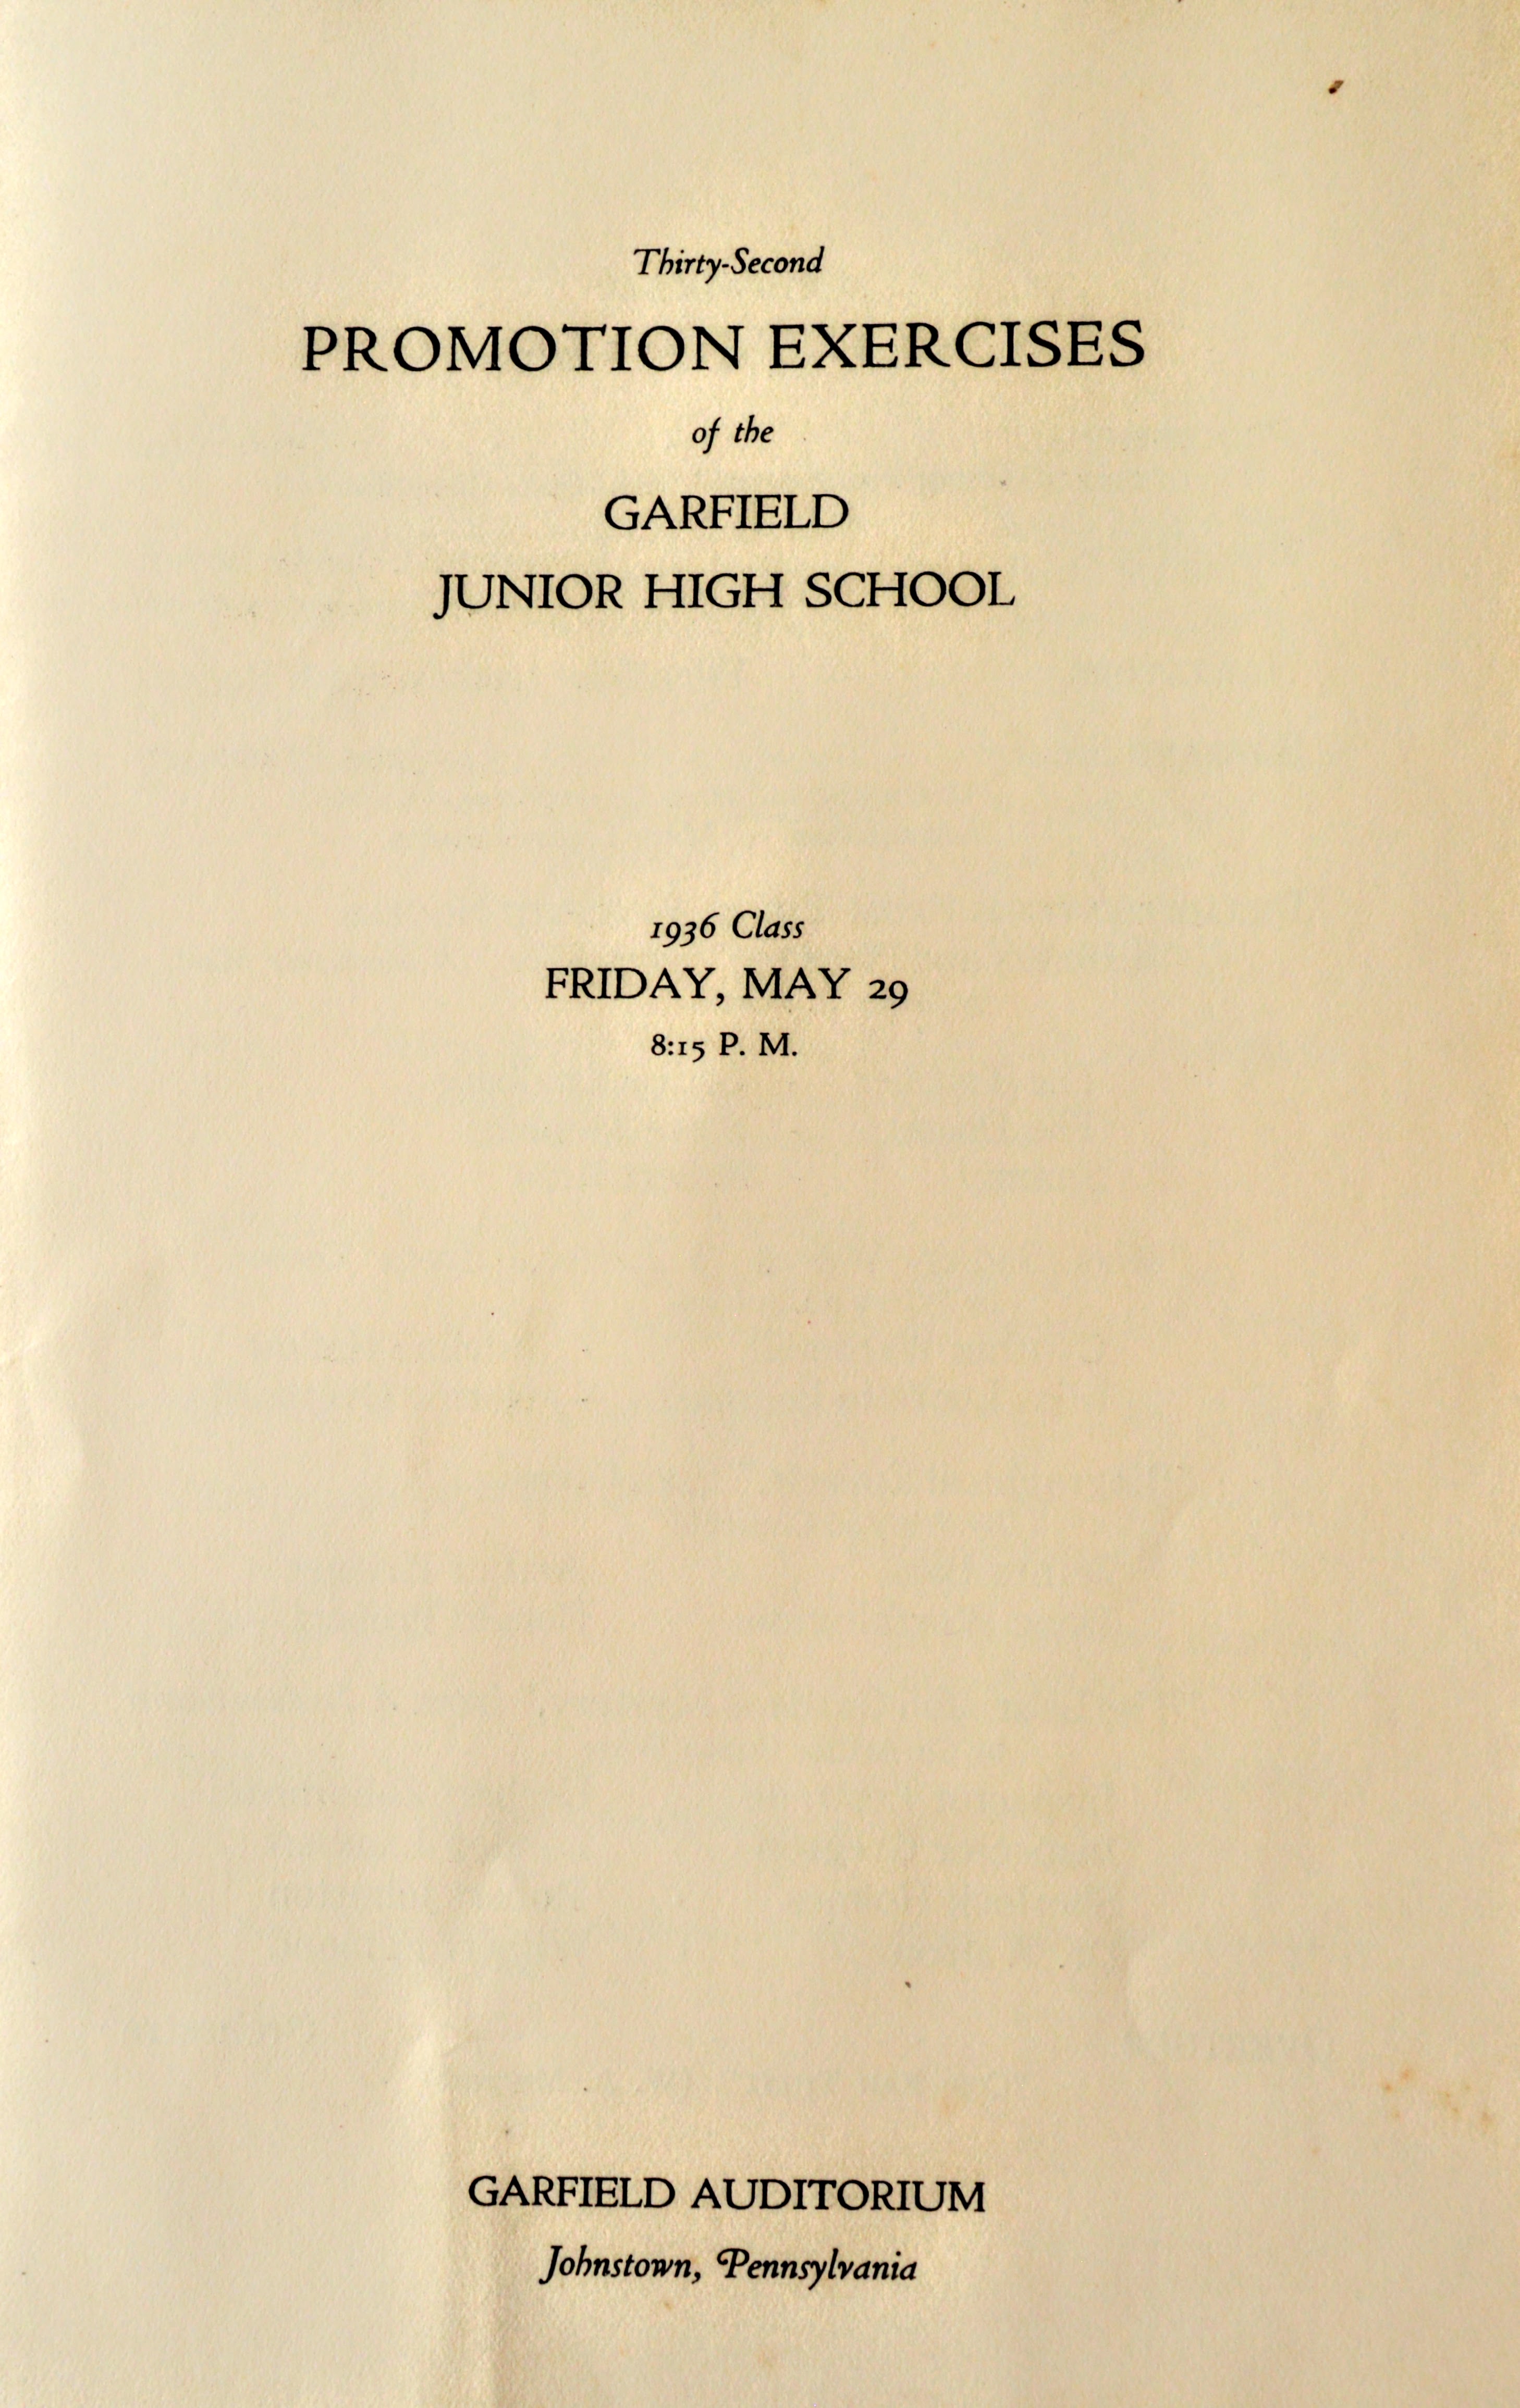 Thirty-Second
PROMOTION EXERCISES
of the
GARFIELD
JUNIOR HIGH SCHOOL
1936 Class
FRIDAY, MAY 29
8:15 P. M.
GARFIELD AUDITORIUM
Johnstown, Pennsylvania